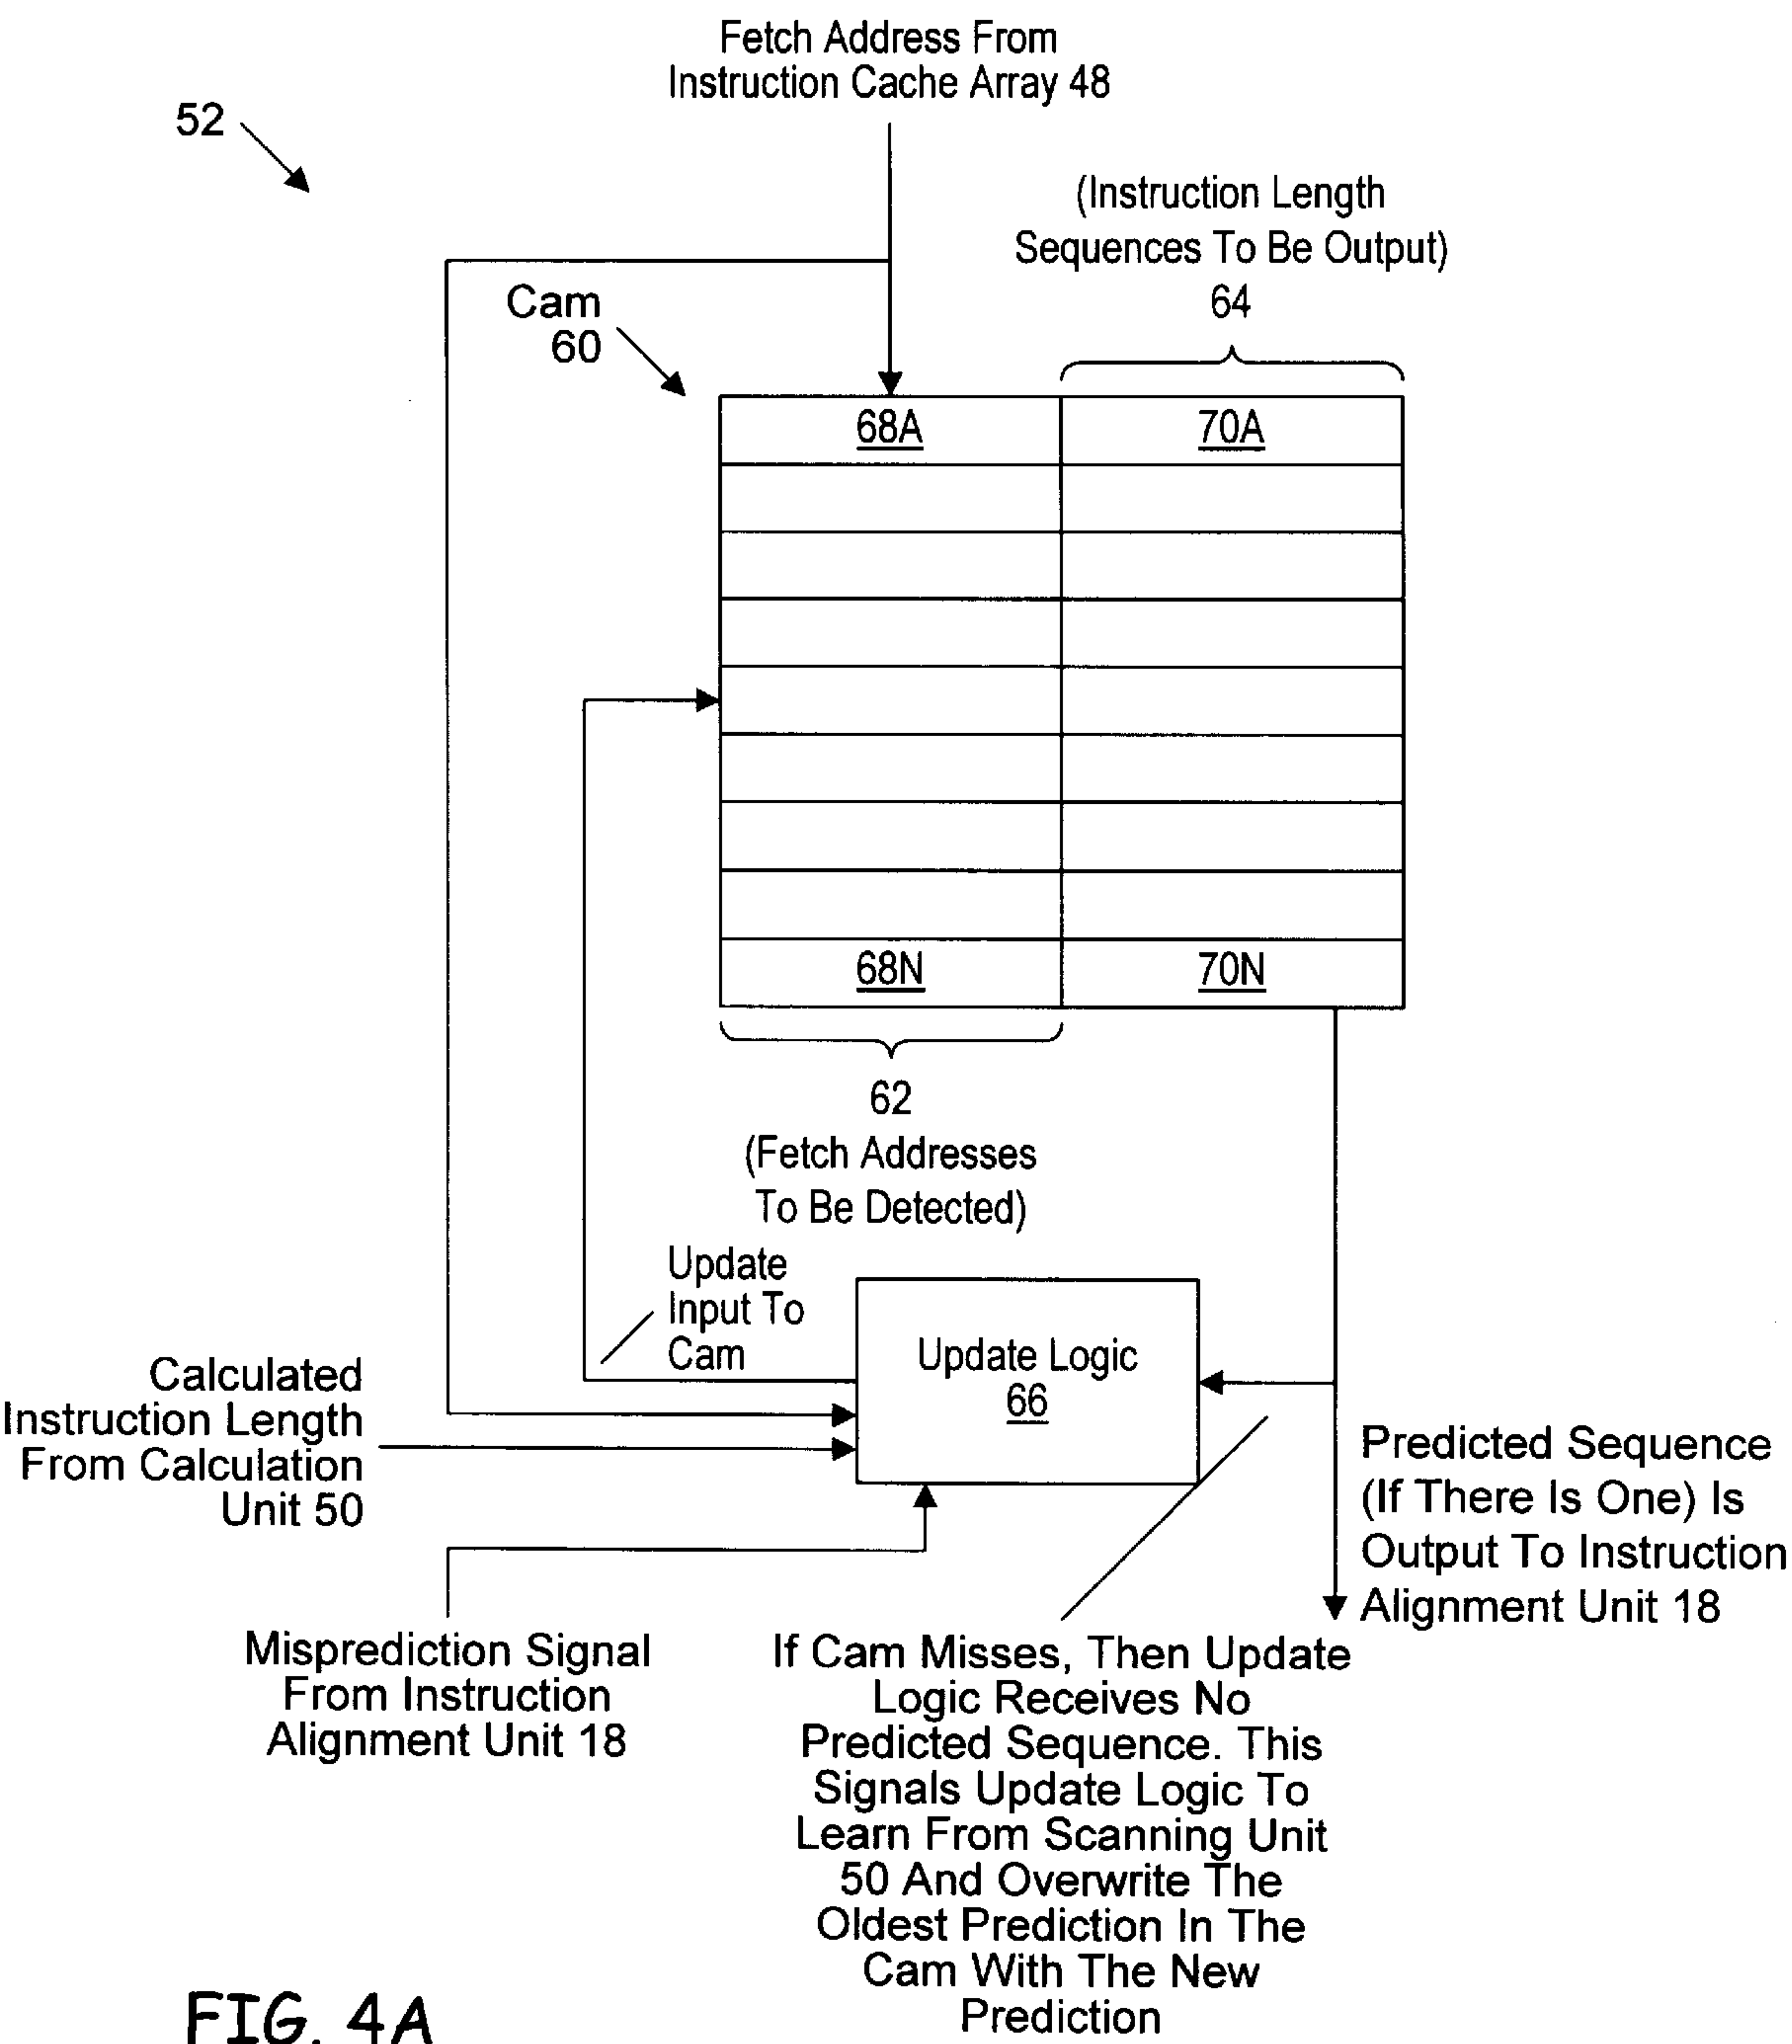 Fetch Address From
Instruction Cache Array 48
52
(Instruction Length
Sequences To Be Output)
64
Cam
60
68A
70A
68N
70N
62
(Fetch Addresses
To Be Detected)
Update
Input To
Cam
Update Logic
66
Calculated
Instruction Length
From Calculation
Unit 50
Predicted Sequence
(If There Is One) Is
Output To Instruction
Alignment Unit 18
Misprediction Signal
From Instruction
Alignment Unit 18
If Cam Misses, Then Update
Logic Receives No
Predicted Sequence. This
Signals Update Logic To
Learn From Scanning Unit
50 And Overwrite The
Oldest Prediction In The
Cam With The New
Prediction
FIG. 4A